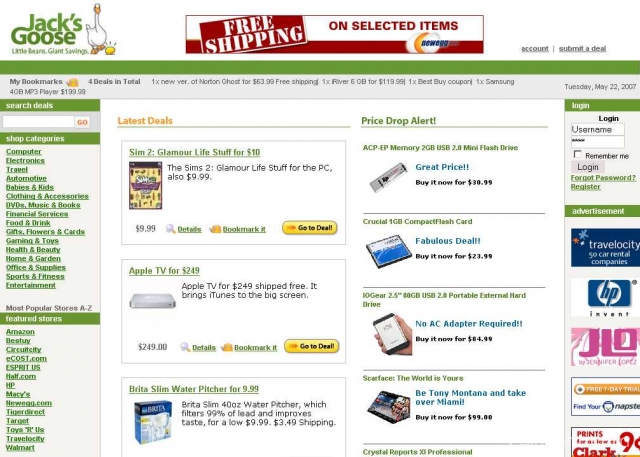 Jack's
Goose
Little Beans. Giant Savings.
FREE
SHIPPING
ON SELECTED ITEMS
newegg
account | submit a deal
My Bookmarks 4 Deals in Total 1x new ver. of Norton Ghost for $63.99 Free shipping| 1x iRiver 6 GB for $119.99| 1x Best Buy coupon| 1x Samsung
4GB MP3 Player $199.99
Tuesday, May 22, 2007
search deals
GO
shop categories
Computer
Electronics
Travel
Automotive
Babies & Kids
Clothing & Accessories
DVDs, Music & Books
Financial Services
Food & Drink
Gifts, Flowers & Cards
Gaming & Toys
Health & Beauty
Home & Garden
Office & Supplies
Sports & Fitness
Entertainment
Most Popular Stores A-Z
featured stores
Amazon
Bestuy
Circuitcity
eCOST.com
ESPRIT US
Half.com
HP
Macy's
Newegg.com
Tigerdirect
Target
Toys 'R' Us
Travelocity
Walmart
Latest Deals
Sim 2: Glamour Life Stuff for $10
The Sims 2: Glamour Life Stuff for the PC,
also $9.99.
$9.99 Details Bookmark it Go to Deal!
Apple TV for $249
Apple TV for $249 shipped free. It
brings iTunes to the big screen.
$249.00 Details Bookmark it Go to Deal!
Brita Slim Water Pitcher for 9.99
BRITA
Brita Slim 40oz Water Pitcher, which
filters 99% of lead and improves
taste, for a low $9.99. $3.49 Shipping.
Price Drop Alert!
ACP-EP Memory 2GB USB 2.0 Mini Flash Drive
Great Price!!
Buy it now for $30.99
Crucial 1GB CompactFlash Card
Fabulous Deal!!
Buy it now for $23.99
IOGear 2.5" 80GB USB 2.0 Portable External Hard
Drive
No AC Adapter Required!!
Buy it now for $84.99
Scarface: The World is Yours
Be Tony Montana and take
over Miami!
Buy it now for $99.00
Crystal Reports XI Professional
login
Login
Username
****
Remember me
Login
Forgot Password?
Register
advertisement
travelocity
50 car rental
companies
hp
invent
JLO
by JENNIFER LOPEZ
FREE 7-DAY TRIAL
Find Your napster
PRINTS
for as
low as
9¢
Clark